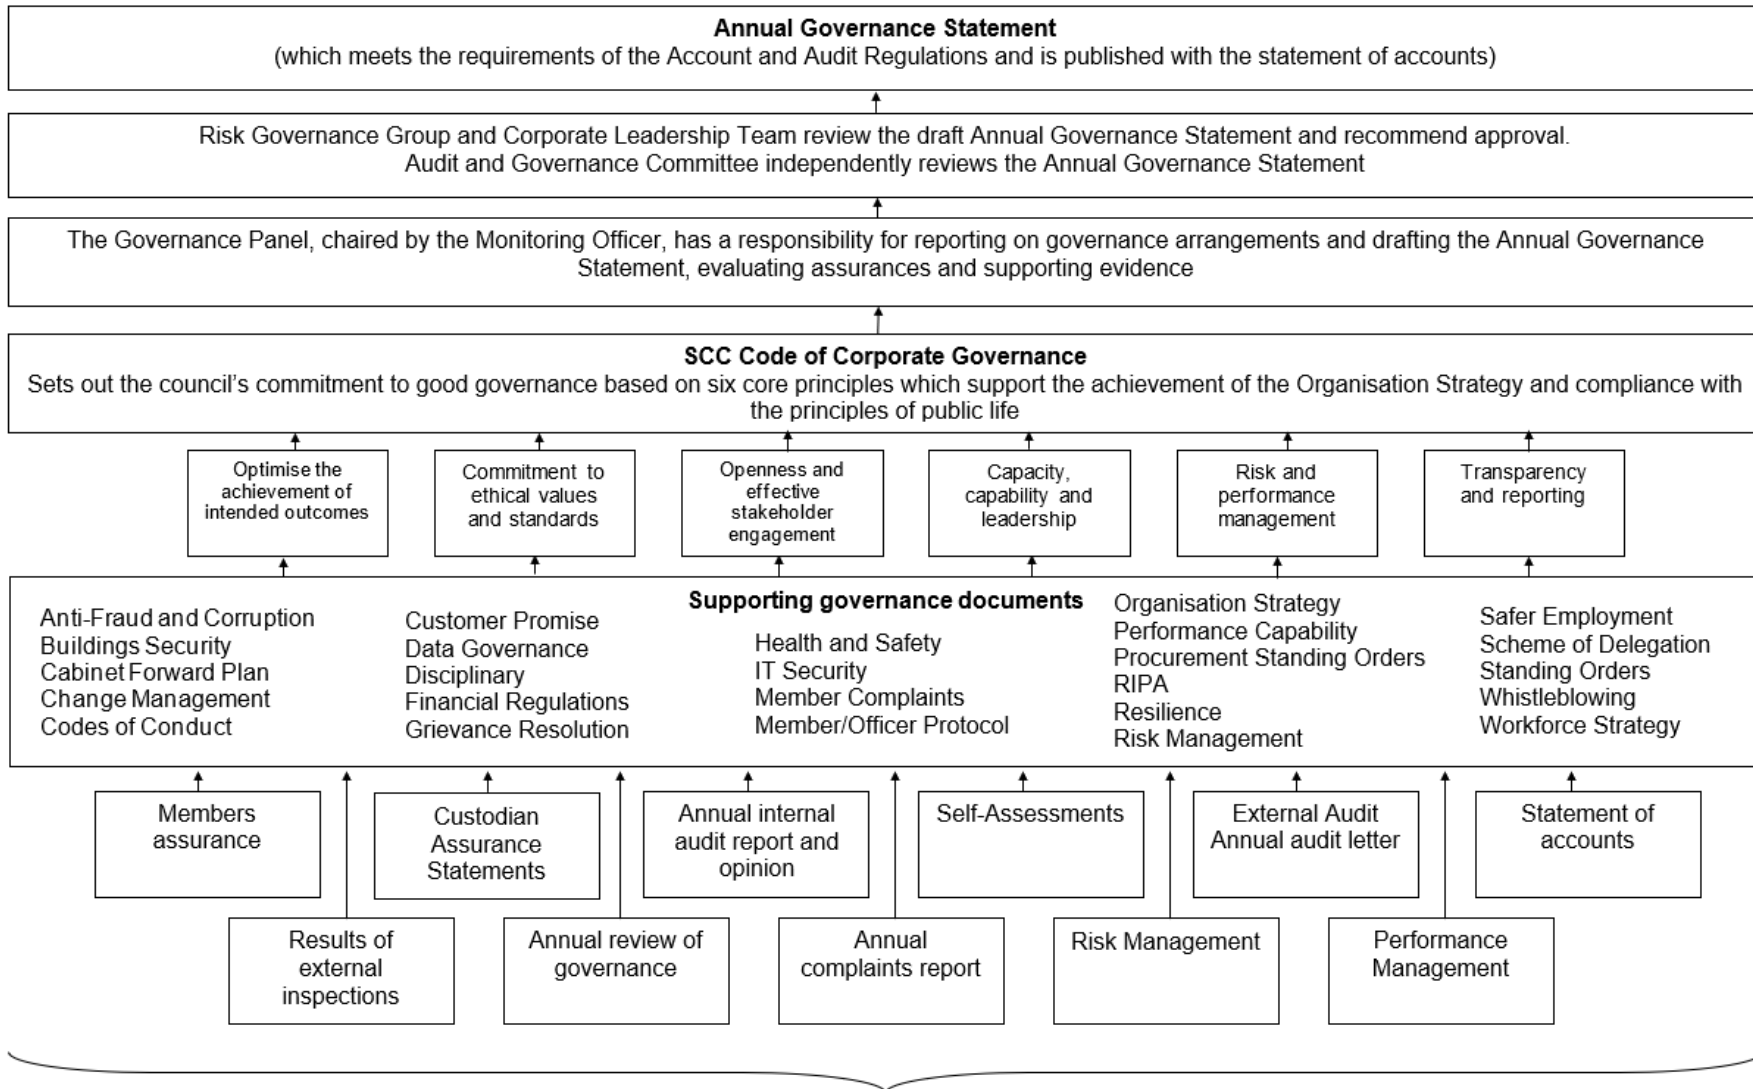 Annual Governance Statement
(which meets the requirements of the Account and Audit Regulations and is published with the statement of accounts)
Risk Governance Group and Corporate Leadership Team review the draft Annual Governance Statement and recommend approval.
Audit and Governance Committee independently reviews the Annual Governance Statement
The Governance Panel, chaired by the Monitoring Officer, has a responsibility for reporting on governance arrangements and drafting the Annual Governance
Statement, evaluating assurances and supporting evidence
SCC Code of Corporate Governance
Sets out the council's commitment to good governance based on six core principles which support the achievement of the Organisation Strategy and compliance with
the principles of public life
Optimise the
achievement of
intended outcomes
Commitment to
ethical values
and standards
Openness and
effective
stakeholder
engagement
Capacity,
capability and
leadership
Risk and
performance
management
Transparency
and reporting
Supporting governance documents
Anti-Fraud and Corruption
Buildings Security
Cabinet Forward Plan
Change Management
Codes of Conduct
Customer Promise
Data Governance
Disciplinary
Financial Regulations
Grievance Resolution
Health and Safety
IT Security
Member Complaints
Member/Officer Protocol
Organisation Strategy
Performance Capability
Procurement Standing Orders
RIPA
Resilience
Risk Management
Safer Employment
Scheme of Delegation
Standing Orders
Whistleblowing
Workforce Strategy
Members
assurance
Custodian
Assurance
Statements
Annual internal
audit report and
opinion
Self-Assessments
External Audit
Annual audit letter
Statement of
accounts
Results of
external
inspections
Annual review of
governance
Annual
complaints report
Risk Management
Performance
Management